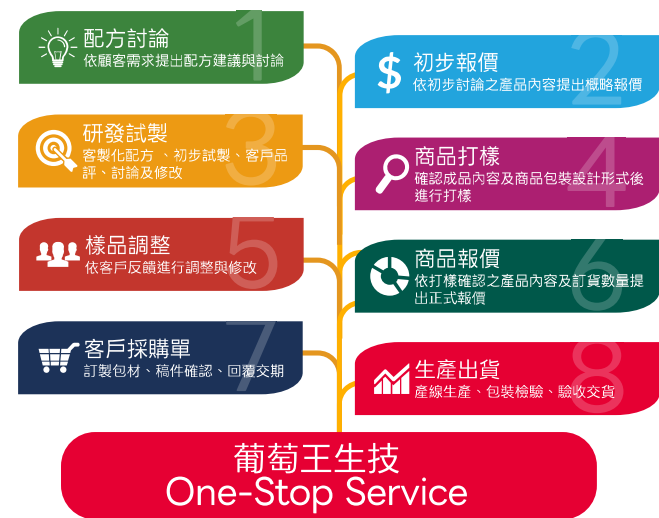 1
配方討論
依顧客需求提出配方建議與討論
2
初步報價
依初步討論之產品內容提出概略報價
3
研發試製
客製化配方 、初步試製、客戶品
評、討論及修改
4
商品打樣
確認成品內容及商品包裝設計形式後
進行打樣
5
樣品調整
依客戶反饋進行調整與修改
6
商品報價
依打樣確認之產品內容及訂貨數量提
出正式報價
7
客戶採購單
訂製包材、稿件確認、回覆交期
8
生產出貨
產線生產、包裝檢驗、驗收交貨
葡萄王生技
One-Stop Service